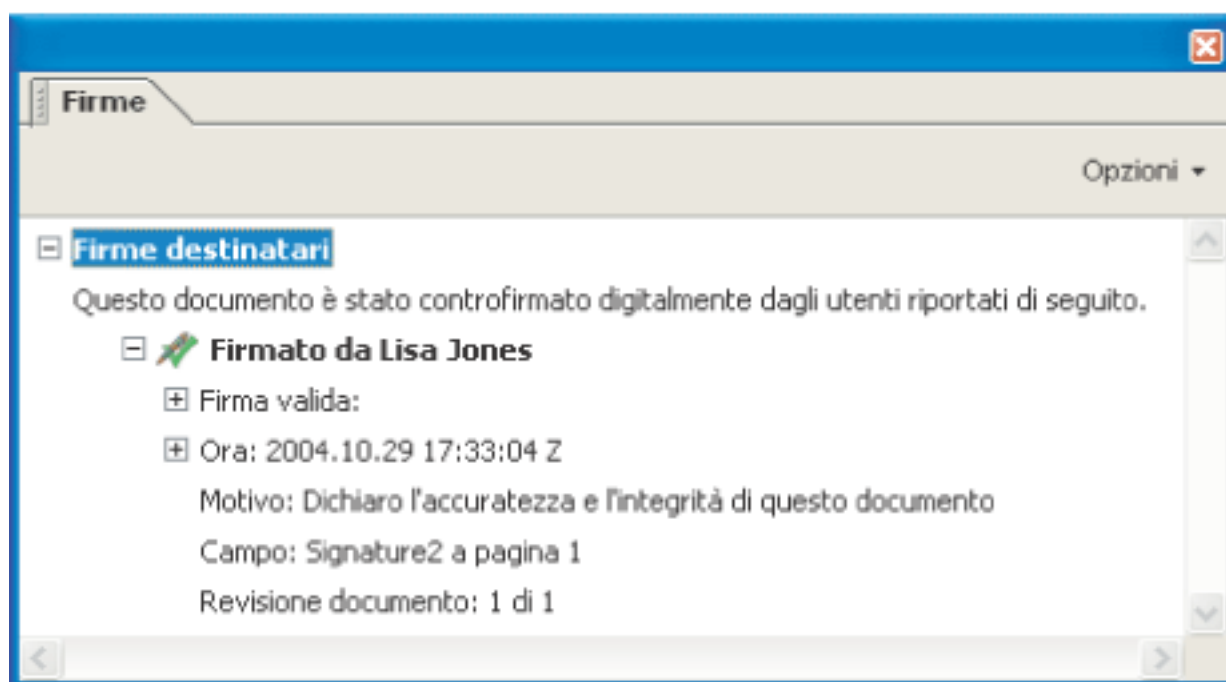 Firme
Opzioni
Firme destinatari
Questo documento è stato controfirmato digitalmente dagli utenti riportati di seguito.
Firmato da Lisa Jones
Firma valida:
Ora: 2004.10.29 17:33:04 Z
Motivo: Dichiaro l'accuratezza e l'integrità di questo documento
Campo: Signature2 a pagina 1
Revisione documento: 1 di 1